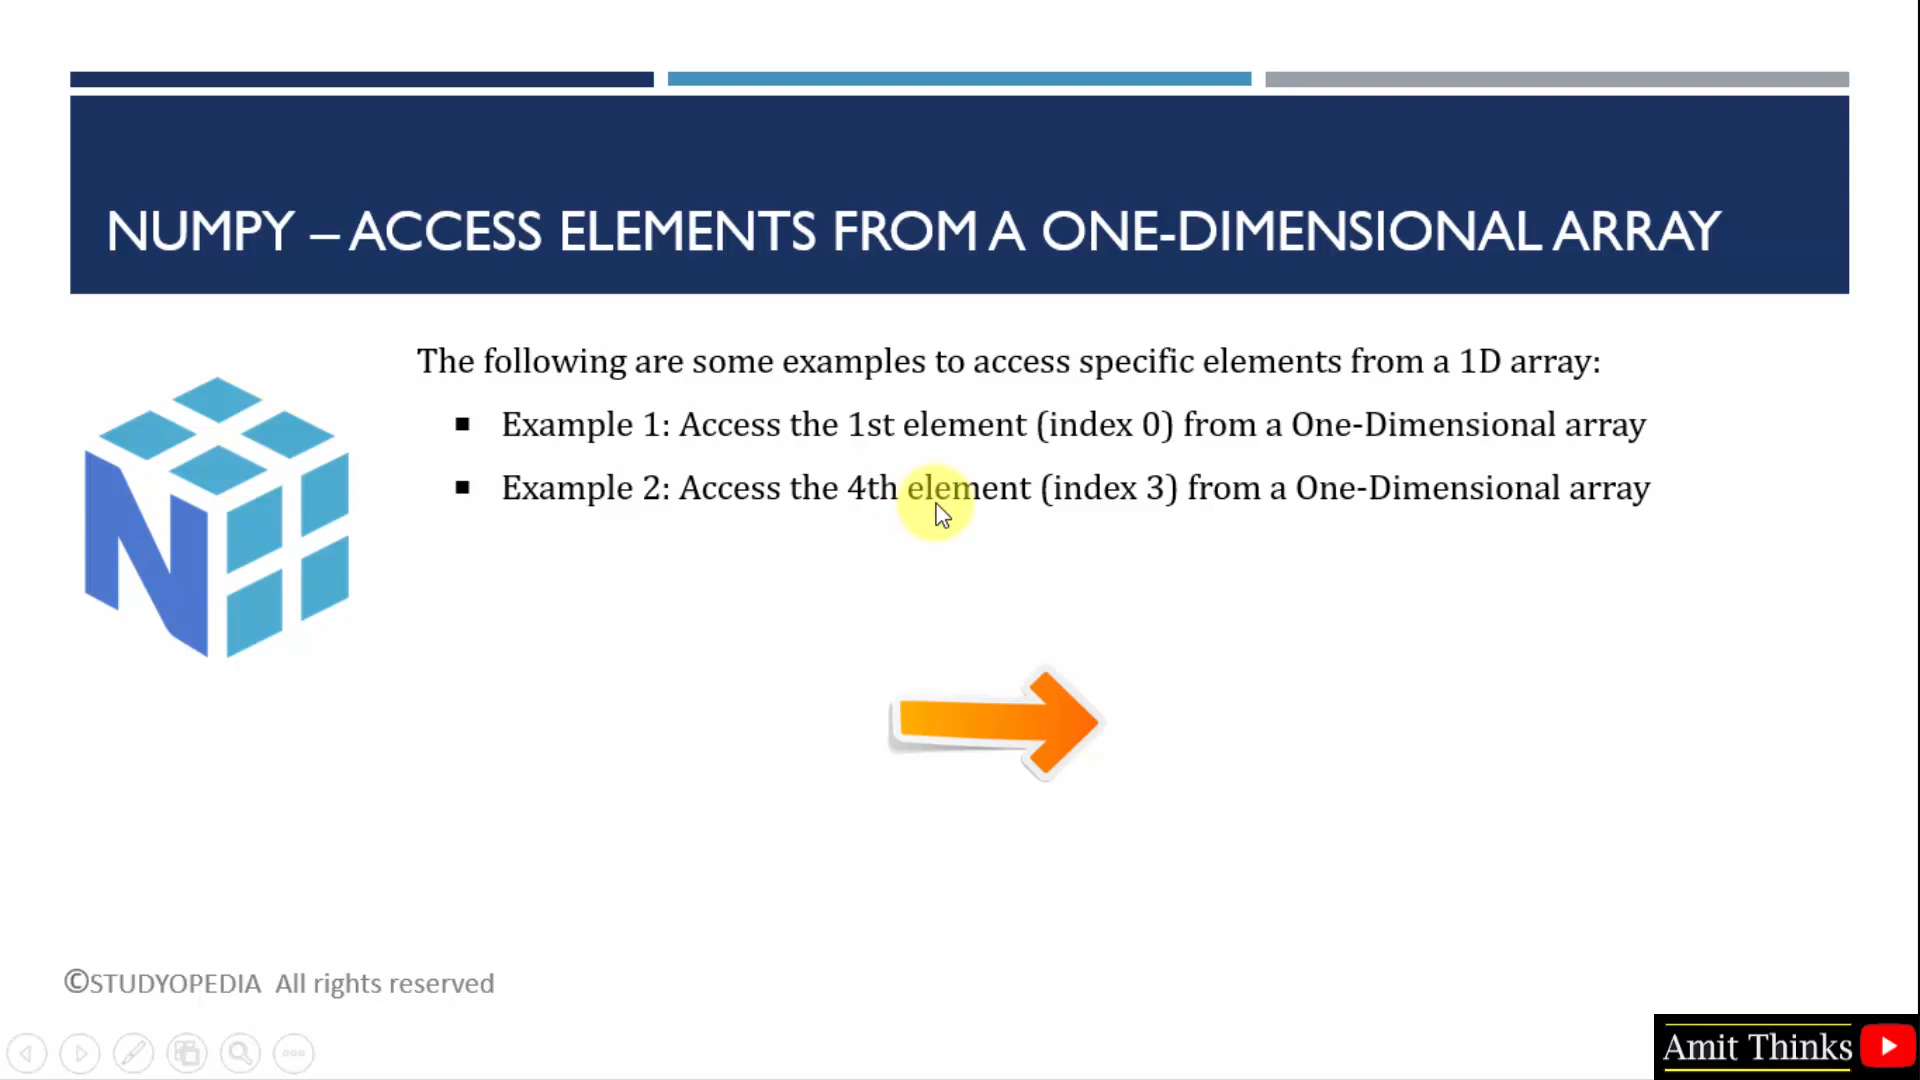 NUMPY – ACCESS ELEMENTS FROM A ONE-DIMENSIONAL ARRAY
The following are some examples to access specific elements from a 1D array:
▪ Example 1: Access the 1st element (index 0) from a One-Dimensional array
▪ Example 2: Access the 4th element (index 3) from a One-Dimensional array
©STUDYOPEDIA All rights reserved
Amit Thinks